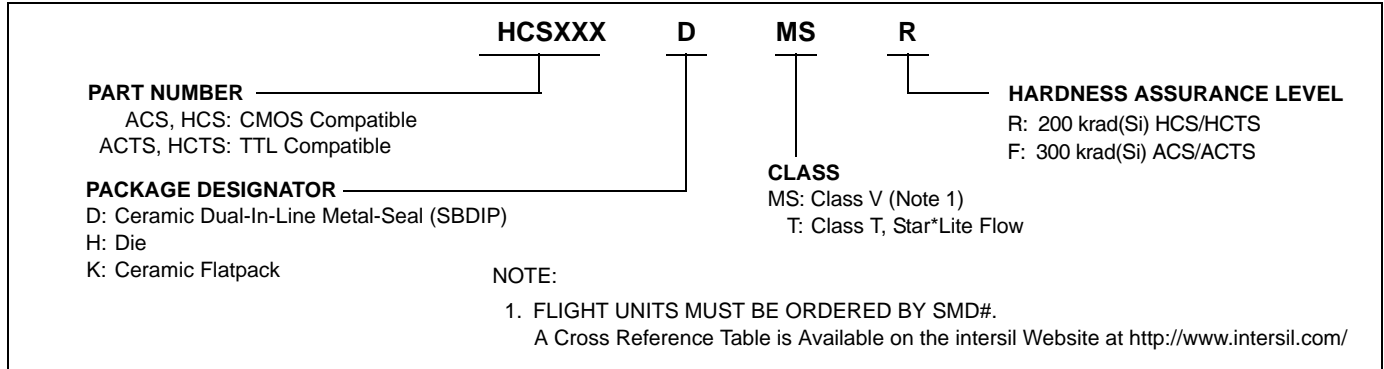 HCSXXX D MS R
PART NUMBER
ACS, HCS: CMOS Compatible
ACTS, HCTS: TTL Compatible
PACKAGE DESIGNATOR
D: Ceramic Dual-In-Line Metal-Seal (SBDIP)
H: Die
K: Ceramic Flatpack
CLASS
MS: Class V (Note 1)
T: Class T, Star*Lite Flow
HARDNESS ASSURANCE LEVEL
R: 200 krad(Si) HCS/HCTS
F: 300 krad(Si) ACS/ACTS
NOTE:
1. FLIGHT UNITS MUST BE ORDERED BY SMD#.
A Cross Reference Table is Available on the intersil Website at http://www.intersil.com/